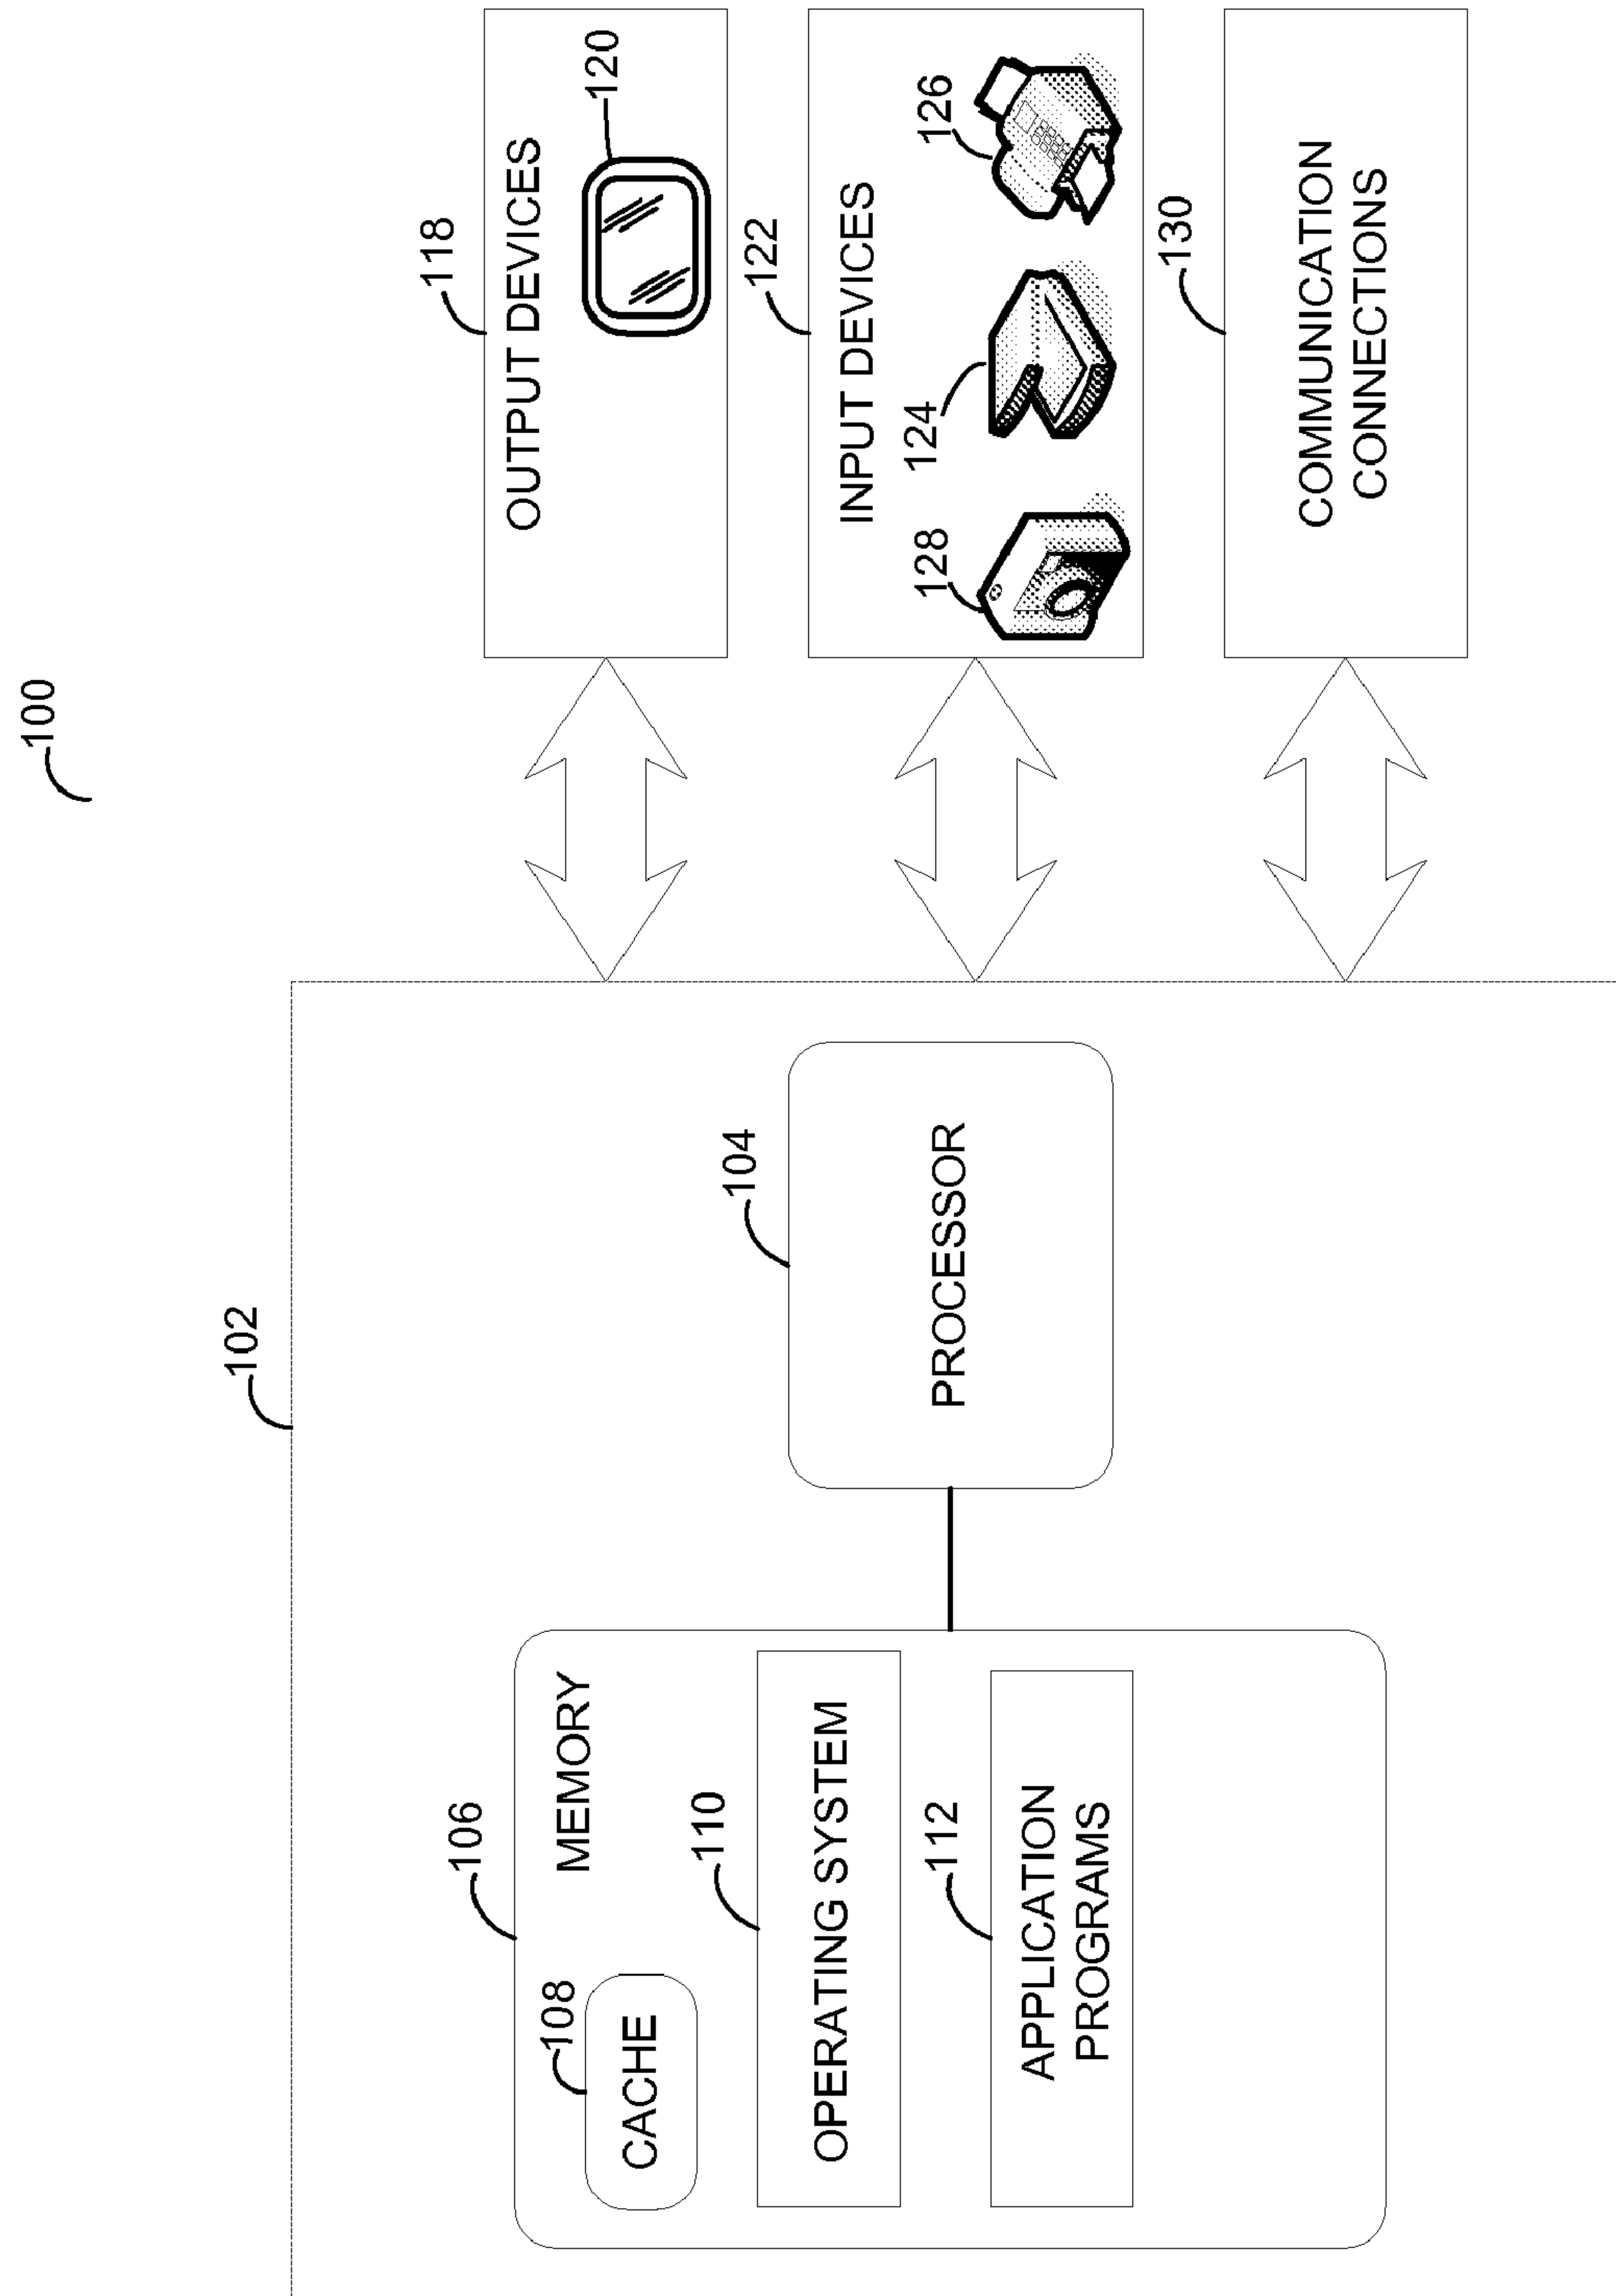 100
102
106
MEMORY
108
CACHE
110
OPERATING SYSTEM
112
APPLICATION
PROGRAMS
104
PROCESSOR
118
OUTPUT DEVICES
120
122
INPUT DEVICES
128
124
126
130
COMMUNICATION
CONNECTIONS